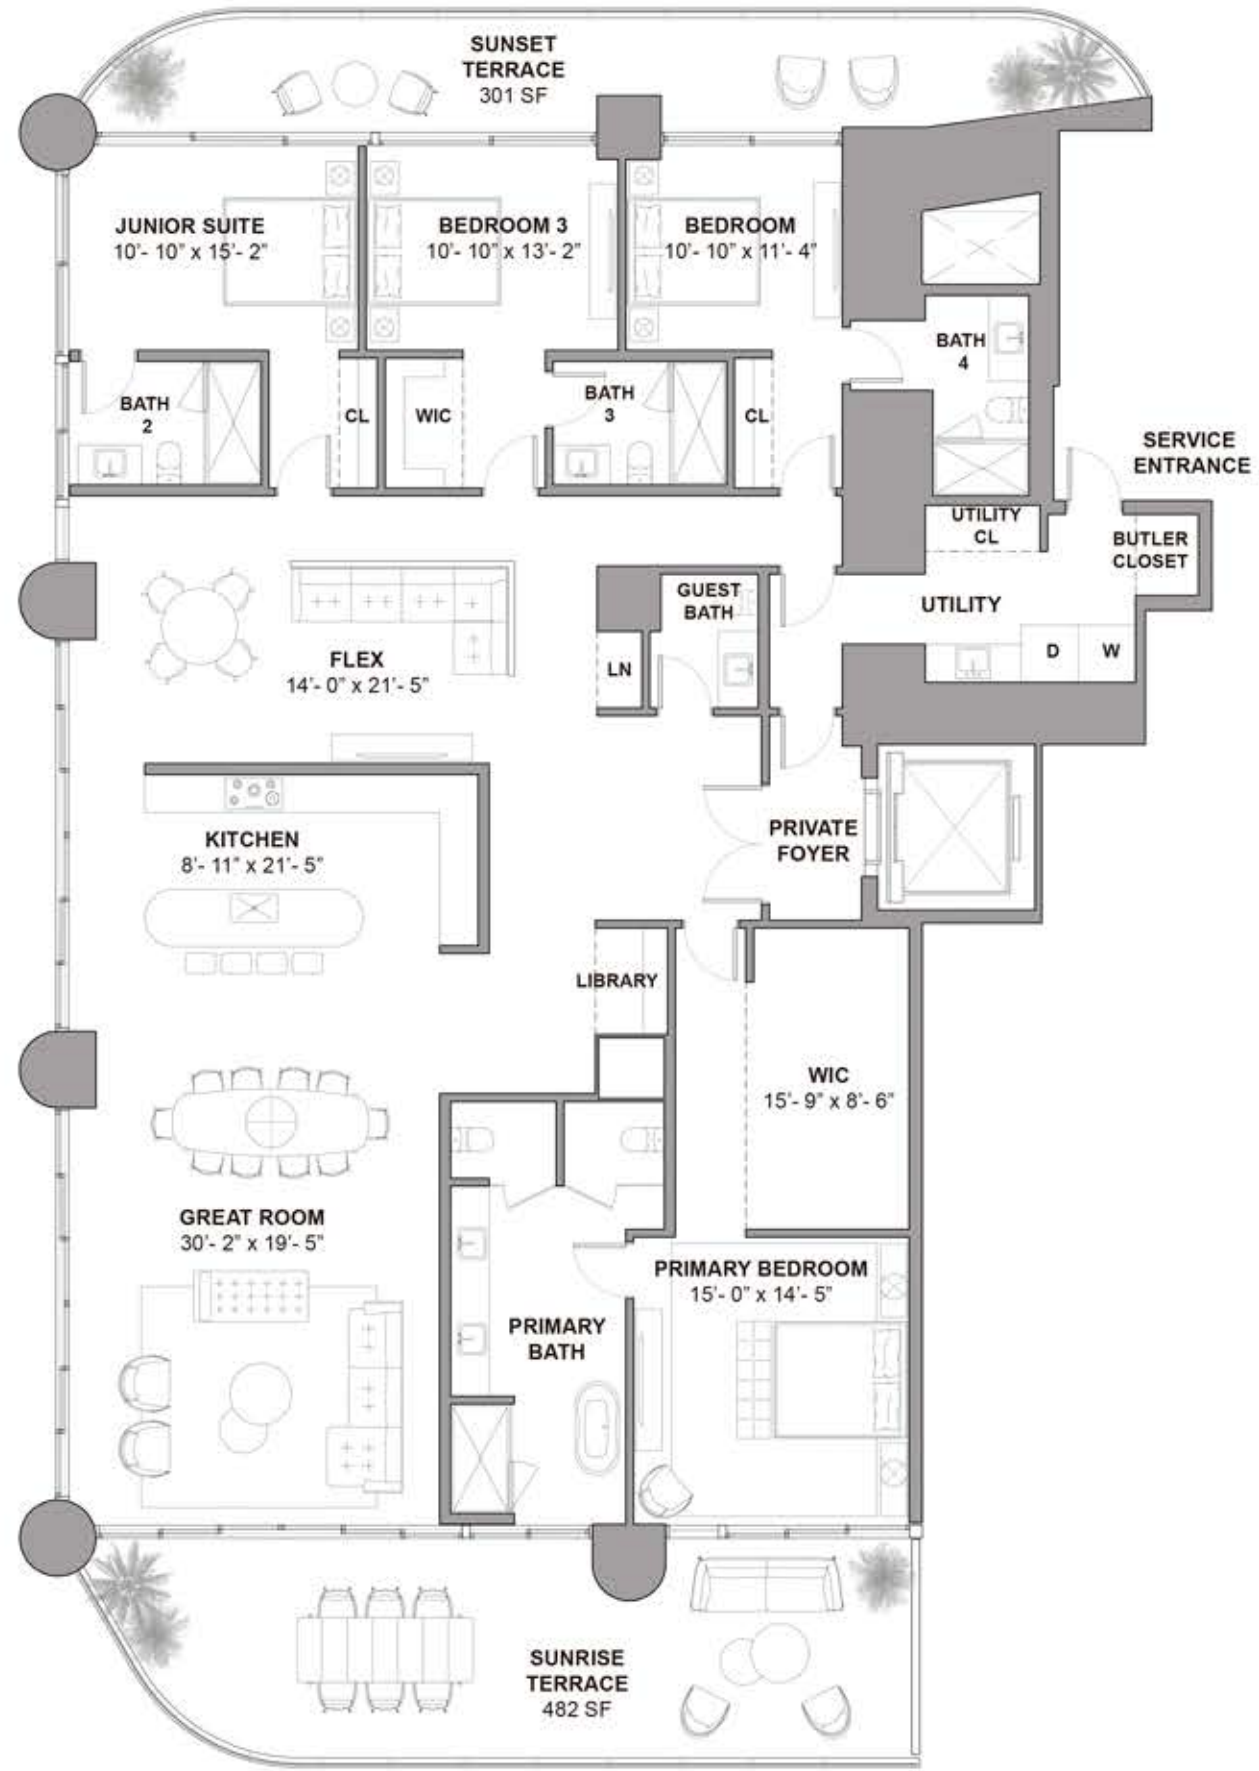 SUNSET
TERRACE
301 SF
JUNIOR SUITE
10'- 10" x 15'- 2"
BEDROOM 3
10'- 10" x 13'- 2"
BEDROOM
10'- 10" x 11'- 4"
BATH
4
BATH
2
CL
WIC
BATH
3
CL
SERVICE
ENTRANCE
UTILITY
CL
BUTLER
CLOSET
GUEST
BATH
UTILITY
FLEX
14'- 0" x 21'- 5"
LN
D
W
KITCHEN
8'- 11" x 21'- 5"
PRIVATE
FOYER
LIBRARY
WIC
15'- 9" x 8'- 6"
GREAT ROOM
30'- 2" x 19'- 5"
PRIMARY BEDROOM
15'- 0" x 14'- 5"
PRIMARY
BATH
SUNRISE
TERRACE
482 SF